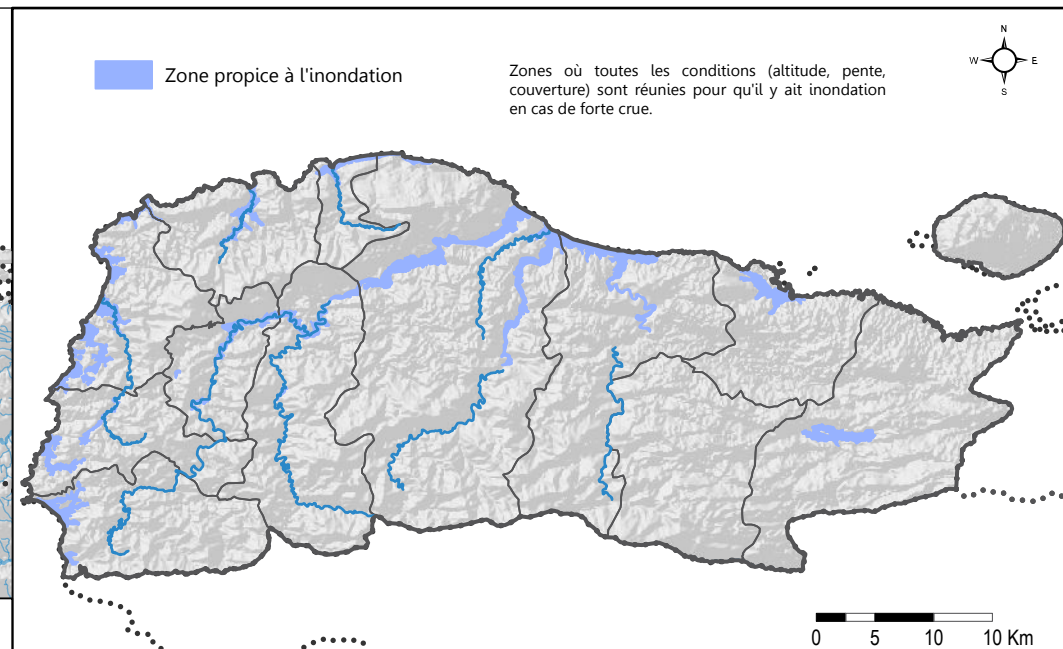 Zone propice à l'inondation
Zones où toutes les conditions (altitude, pente,
couverture) sont réunies pour qu'il y ait inondation
en cas de forte crue.
N
W E
S
0 5 10 10 Km